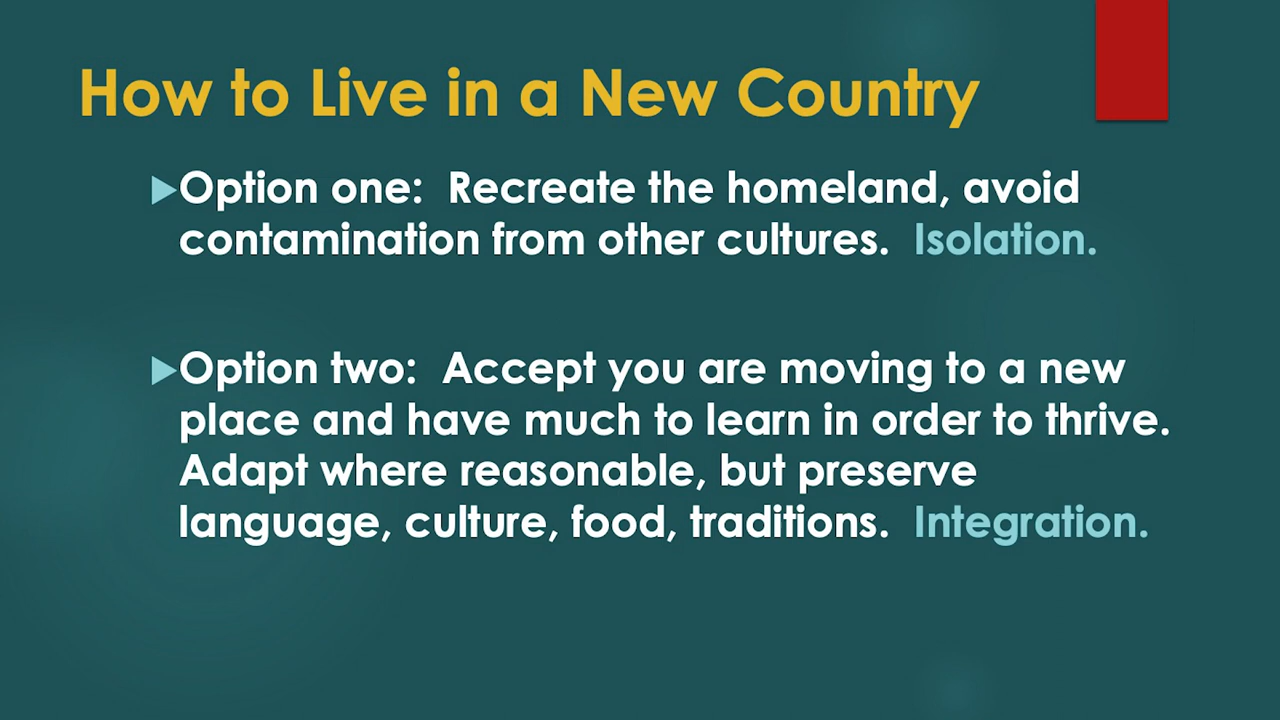 How to Live in a New Country
Option one:  Recreate the homeland, avoid
contamination from other cultures.  Isolation.
Option two:  Accept you are moving to a new
place and have much to learn in order to thrive.
Adapt where reasonable, but preserve
language, culture, food, traditions.  Integration.